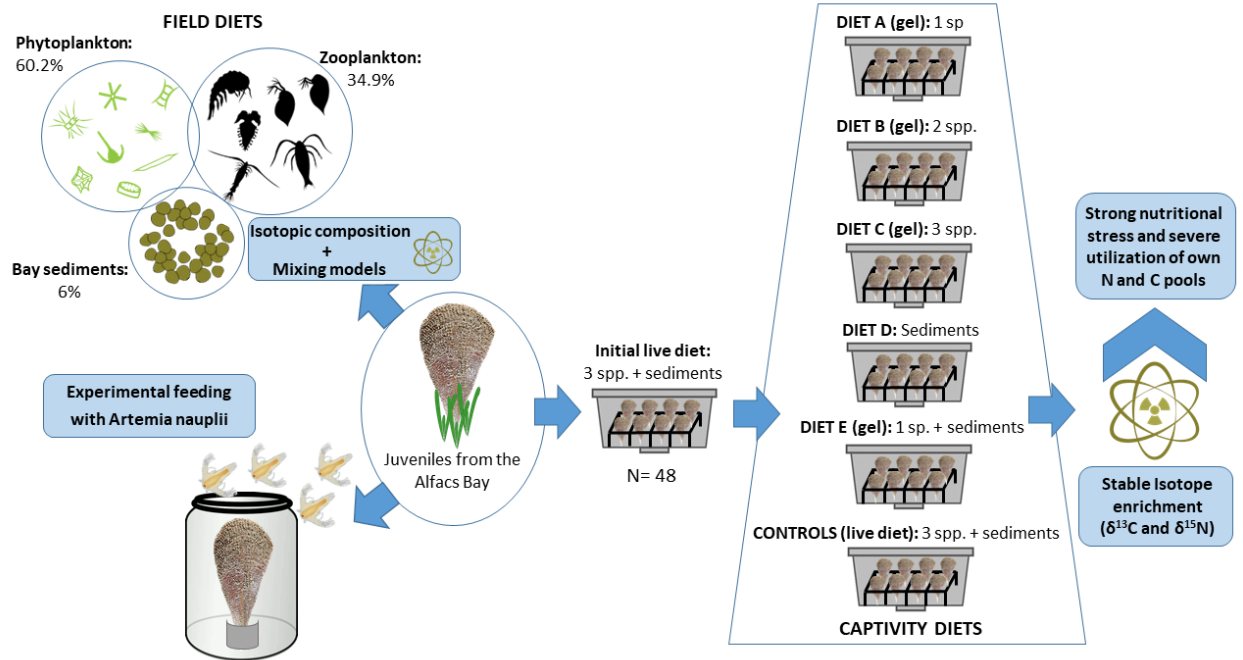 FIELD DIETS
Phytoplankton:
60.2%
Zooplankton:
34.9%
Bay sediments:
6%
Isotopic composition
+
Mixing models
Experimental feeding
with Artemia nauplii
Juveniles from the
Alfacs Bay
Initial live diet:
3 spp. + sediments
N= 48
DIET A (gel): 1 sp
DIET B (gel): 2 spp.
DIET C (gel): 3 spp.
DIET D: Sediments
DIET E (gel): 1 sp. + sediments
CONTROLS (live diet): 3 spp. + sediments
CAPTIVITY DIETS
Strong nutritional
stress and severe
utilization of own
N and C pools
Stable Isotope
enrichment
(δ¹³C and δ¹⁵N)